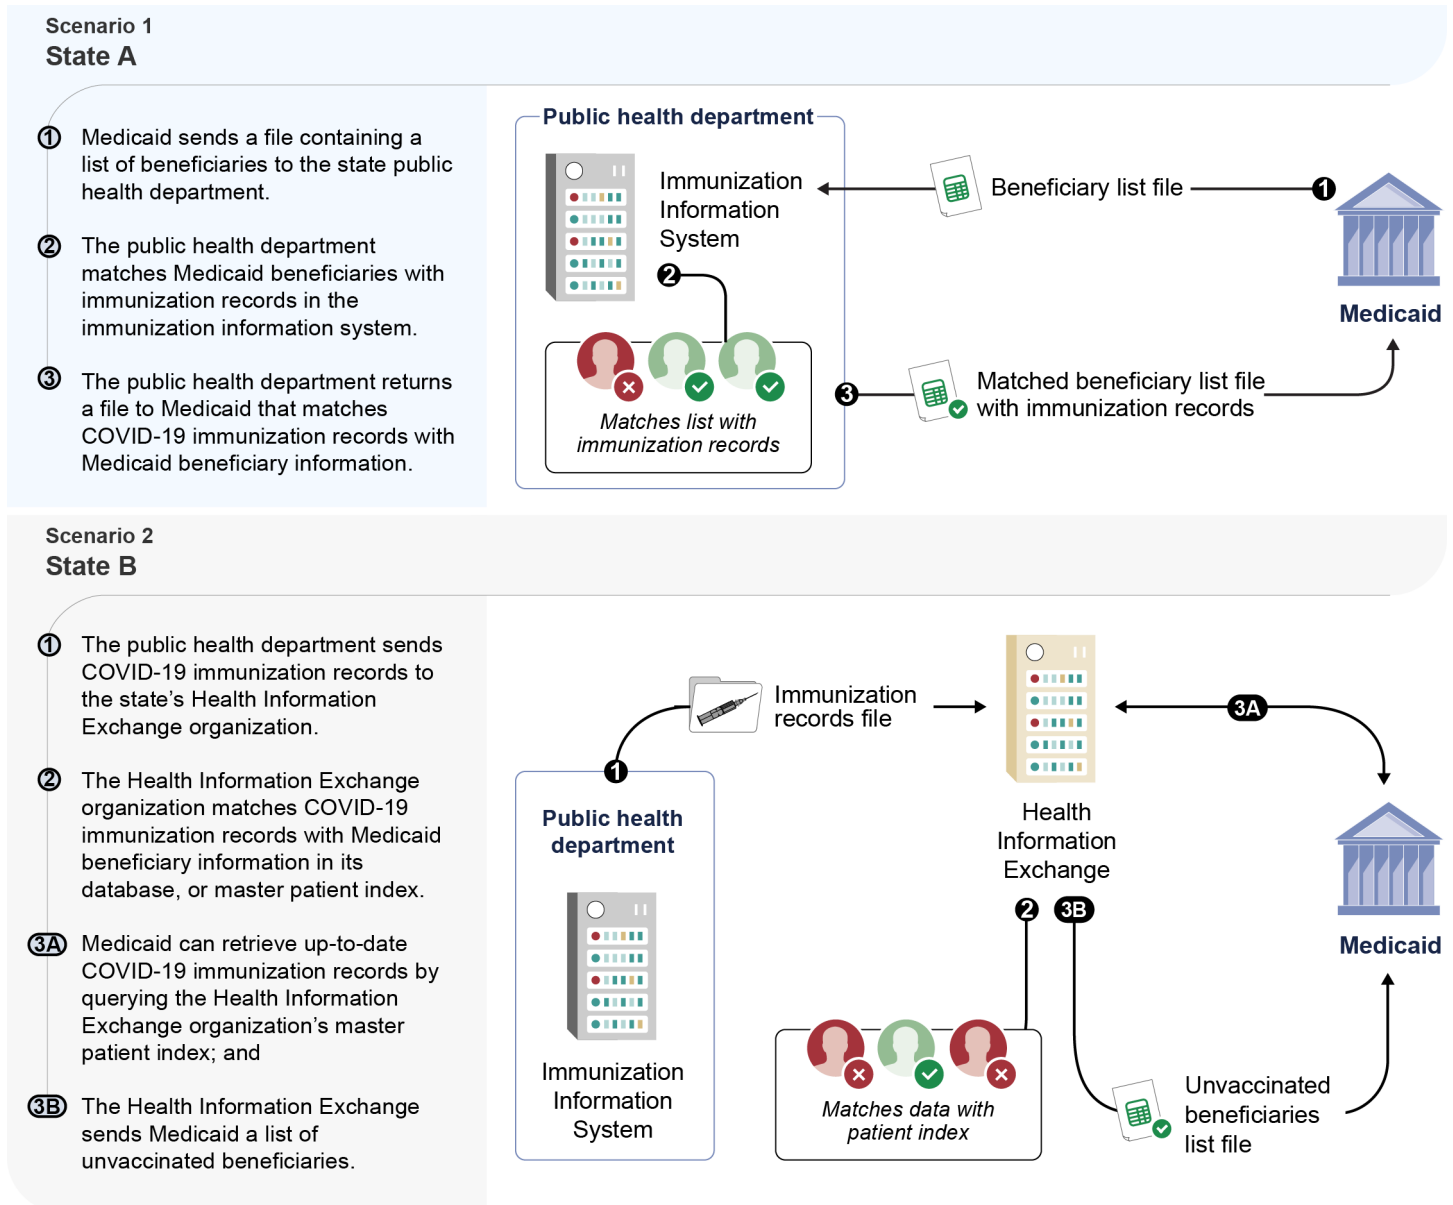 Scenario 1
State A
1 Medicaid sends a file containing a
list of beneficiaries to the state public
health department.
2 The public health department
matches Medicaid beneficiaries with
immunization records in the
immunization information system.
3 The public health department returns
a file to Medicaid that matches
COVID-19 immunization records with
Medicaid beneficiary information.
Public health department
Immunization
Information
System
2
Matches list with
immunization records
Beneficiary list file
1
Medicaid
3
Matched beneficiary list file
with immunization records
Scenario 2
State B
1 The public health department sends
COVID-19 immunization records to
the state’s Health Information
Exchange organization.
2 The Health Information Exchange
organization matches COVID-19
immunization records with Medicaid
beneficiary information in its
database, or master patient index.
3A Medicaid can retrieve up-to-date
COVID-19 immunization records by
querying the Health Information
Exchange organization’s master
patient index; and
3B The Health Information Exchange
sends Medicaid a list of
unvaccinated beneficiaries.
Immunization
records file
1
Public health
department
Immunization
Information
System
Health
Information
Exchange
3A
2
3B
Medicaid
Matches data with
patient index
Unvaccinated
beneficiaries
list file